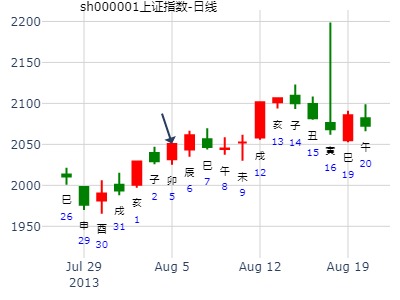 sh000001上证指数-日线
2200
2150
2100
2050
2000
1950
巳
26
申
29
酉
30
戌
31
亥
1
子
2
卯
5
辰
6
巳
7
午
8
未
9
戌
12
亥
13
子
14
丑
15
寅
16
巳
19
午
20
Jul 29
2013
Aug 5
Aug 12
Aug 19